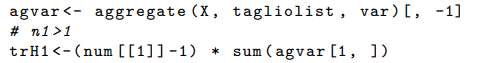 agvar<- aggregate(X, tagliolist, var)[, -1]
# n1>1
trH1<-(num[[1]]-1) * sum(agvar[1, ])